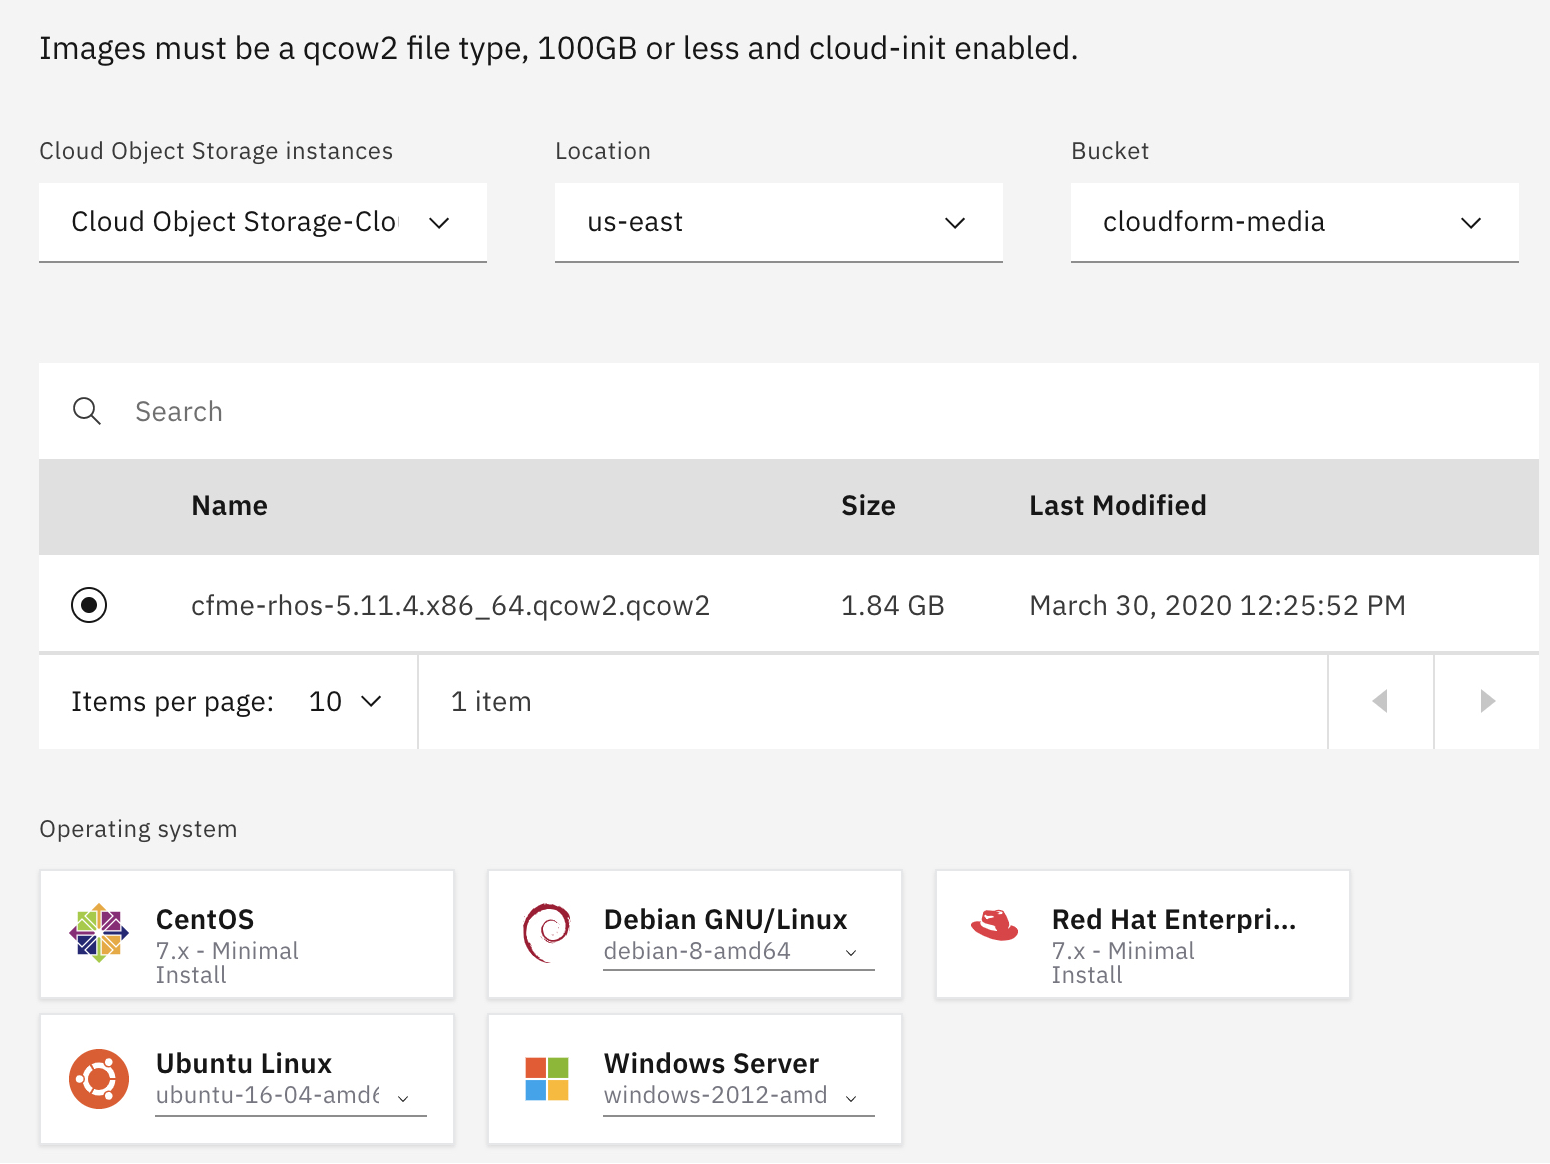 Images must be a qcow2 file type, 100GB or less and cloud-init enabled.
Cloud Object Storage instances
Location
Bucket
Cloud Object Storage-Clo
us-east
cloudform-media
Search
Name Size Last Modified
cfme-rhos-5.11.4.x86_64.qcow2.qcow2 1.84 GB March 30, 2020 12:25:52 PM
Items per page: 10 1 item
Operating system
CentOS
7.x - Minimal
Install
Debian GNU/Linux
debian-8-amd64
Red Hat Enterpri...
7.x - Minimal
Install
Ubuntu Linux
ubuntu-16-04-amd6
Windows Server
windows-2012-amd